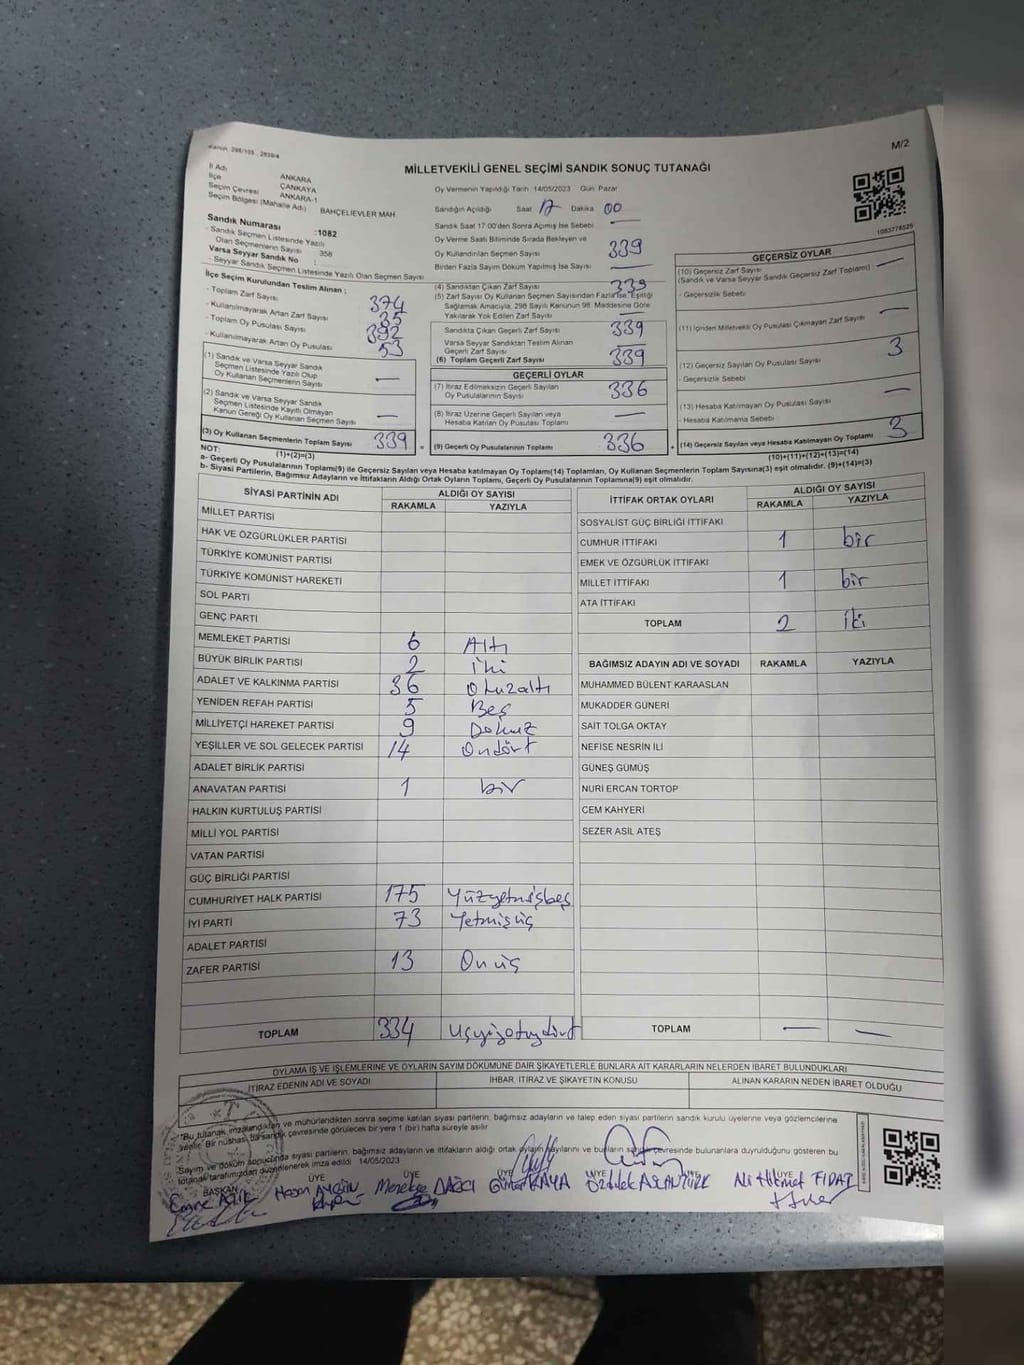 M/2
MİLLETVEKİLİ GENEL SEÇİMİ SANDIK SONUÇ TUTANAĞI
İl Adı ANKARA
İlçe ÇANKAYA
Seçim Çevresi ANKARA-1
Seçim Bölgesi (Mahalle Adı) BAHÇELİEVLER MAH.
Sandık Numarası :1082
- Sandık Seçmen Listesinde Yazılı
Olan Seçmenlerin Sayısı 358
Varsa Seyyar Sandık No :
- Seyyar Sandık Seçmen Listesinde Yazılı Olan Seçmen Sayısı
İlçe Seçim Kurulundan Teslim Alınan ;
- Toplam Zarf Sayısı 374
- Kullanılmayarak Artan Zarf Sayısı 35
- Toplam Oy Pusulası Sayısı 392
- Kullanılmayarak Artan Oy Pusulası 53
(1) Sandık ve Varsa Seyyar Sandık
Seçmen Listesinde Yazılı Olup
Oy Kullanan Seçmenlerin Sayısı —
(2) Sandık ve Varsa Seyyar Sandık
Seçmen Listesinde Kayıtlı Olmayan
Kanun Gereği Oy Kullanan Seçmen Sayısı —
(3) Oy Kullanan Seçmenlerin Toplam Sayısı 339 =
(1)+(2)=(3)
Oy Vermenin Yapıldığı Tarih :14/05/2023 Gün: Pazar
Sandığın Açıldığı Saat 17 Dakika 00
Sandık Saat 17:00'den Sonra Açılmış İse Sebebi —
Oy Verme Saati Bitiminde Sırada Bekleyen ve
Oy Kullandırılan Seçmen Sayısı 339
Birden Fazla Sayım Döküm Yapılmış İse Sayısı —
(4) Sandıktan Çıkan Zarf Sayısı 339
(5) Zarf Sayısı Oy Kullanan Seçmen Sayısından Fazla ise, Eşitliği
Sağlamak Amacıyla, 298 Sayılı Kanunun 98. Maddesine Göre
Yakılarak Yok Edilen Zarf Sayısı —
Sandıkta Çıkan Geçerli Zarf Sayısı 339
Varsa Seyyar Sandıktan Teslim Alınan
Geçerli Zarf Sayısı
(6) Toplam Geçerli Zarf Sayısı 339
GEÇERLİ OYLAR
(7) İtiraz Edilmeksizin Geçerli Sayılan
Oy Pusulalarının Sayısı 336
(8) İtiraz Üzerine Geçerli Sayılan veya
Hesaba Katılan Oy Pusulası Toplamı —
(9) Geçerli Oy Pusulalarının Toplamı 336 +
1083778525
GEÇERSİZ OYLAR
(10) Geçersiz Zarf Sayısı
(Sandık ve Varsa Seyyar Sandık Geçersiz Zarf Toplamı) —
- Geçersizlik Sebebi
(11) İçinden Milletvekili Oy Pusulası Çıkmayan Zarf Sayısı —
(12) Geçersiz Sayılan Oy Pusulası Sayısı 3
- Geçersizlik Sebebi
(13) Hesaba Katılmayan Oy Pusulası Sayısı —
- Hesaba Katılmama Sebebi
(14) Geçersiz Sayılan veya Hesaba Katılmayan Oy Toplamı 3
(10)+(11)+(12)+(13)=(14)
NOT:
a- Geçerli Oy Pusulalarının Toplamı(9) ile Geçersiz Sayılan veya Hesaba katılmayan Oy Toplam(14) Toplamları, Oy Kullanan Seçmenlerin Toplam Sayısına(3) eşit olmalıdır. (9)+(14)=(3)
b- Siyasi Partilerin, Bağımsız Adayların ve İttifakların Aldığı Ortak Oyların Toplamı, Geçerli Oy Pusulalarının Toplamına(9) eşit olmalıdır.
SİYASİ PARTİNİN ADI ALDIĞI OY SAYISI
RAKAMLA YAZIYLA
MİLLET PARTİSİ
HAK VE ÖZGÜRLÜKLER PARTİSİ
TÜRKİYE KOMÜNİST PARTİSİ
TÜRKİYE KOMÜNİST HAREKETİ
SOL PARTİ
GENÇ PARTİ
MEMLEKET PARTİSİ 6 Altı
BÜYÜK BİRLİK PARTİSİ 2 iki
ADALET VE KALKINMA PARTİSİ 36 Otuzaltı
YENİDEN REFAH PARTİSİ 5 Beş
MİLLİYETÇİ HAREKET PARTİSİ 9 Dokuz
YEŞİLLER VE SOL GELECEK PARTİSİ 14 Ondört
ADALET BİRLİK PARTİSİ
ANAVATAN PARTİSİ 1 bir
HALKIN KURTULUŞ PARTİSİ
MİLLİ YOL PARTİSİ
VATAN PARTİSİ
GÜÇ BİRLİĞİ PARTİSİ
CUMHURİYET HALK PARTİSİ 175 Yüzyetmişbeş
İYİ PARTİ 73 Yetmişüç
ADALET PARTİSİ
ZAFER PARTİSİ 13 Onüç
TOPLAM 334
İTTİFAK ORTAK OYLARI ALDIĞI OY SAYISI
RAKAMLA YAZIYLA
SOSYALİST GÜÇ BİRLİĞİ İTTİFAKI
CUMHUR İTTİFAKI 1 bir
EMEK VE ÖZGÜRLÜK İTTİFAKI
MİLLET İTTİFAKI 1 bir
ATA İTTİFAKI
TOPLAM 2 iki
BAĞIMSIZ ADAYIN ADI VE SOYADI RAKAMLA YAZIYLA
MUHAMMED BÜLENT KARAASLAN
MUKADDER GÜNERİ
SAİT TOLGA OKTAY
NEFİSE NESRİN İLİ
GÜNEŞ GÜMÜŞ
NURİ ERCAN TORTOP
CEM KAHYERİ
SEZER ASİL ATEŞ
TOPLAM — —
OYLAMA İŞ VE İŞLEMLERİNE VE OYLARIN SAYIM DÖKÜMÜNE DAİR ŞİKAYETLERLE BUNLARA AİT KARARLARIN NELERDEN İBARET BULUNDUKLARI
İTİRAZ EDENİN ADI VE SOYADI İHBAR, İTİRAZ VE ŞİKAYETİN KONUSU ALINAN KARARIN NEDEN İBARET OLDUĞU
"Bu tutanak imzalandıktan ve mühürlendikten sonra seçime katılan siyasi partilerin, bağımsız adayların ve talep eden siyasi partilerin sandık kurulu üyelerine veya gözlemcilerine
verilir. Bir nüshası da sandık çevresinde görülecek bir yere 1 (bir) hafta süreyle asılır
Sayım ve döküm sonucunda siyasi partilerin, bağımsız adayların ve ittifakların aldığı ortak oyların sayılarını ve bunların sandık çevresinde bulunanlara duyrulduğunu gösteren bu
tutanak tarafımızdan düzenlenerek imza edildi. 14/05/2023
BAŞKAN ÜYE ÜYE ÜYE ÜYE ÜYE
Hasan AYGÜN Menekşe DAĞCI KAYA ASLANTÜRK Ali Hikmet FIDAT